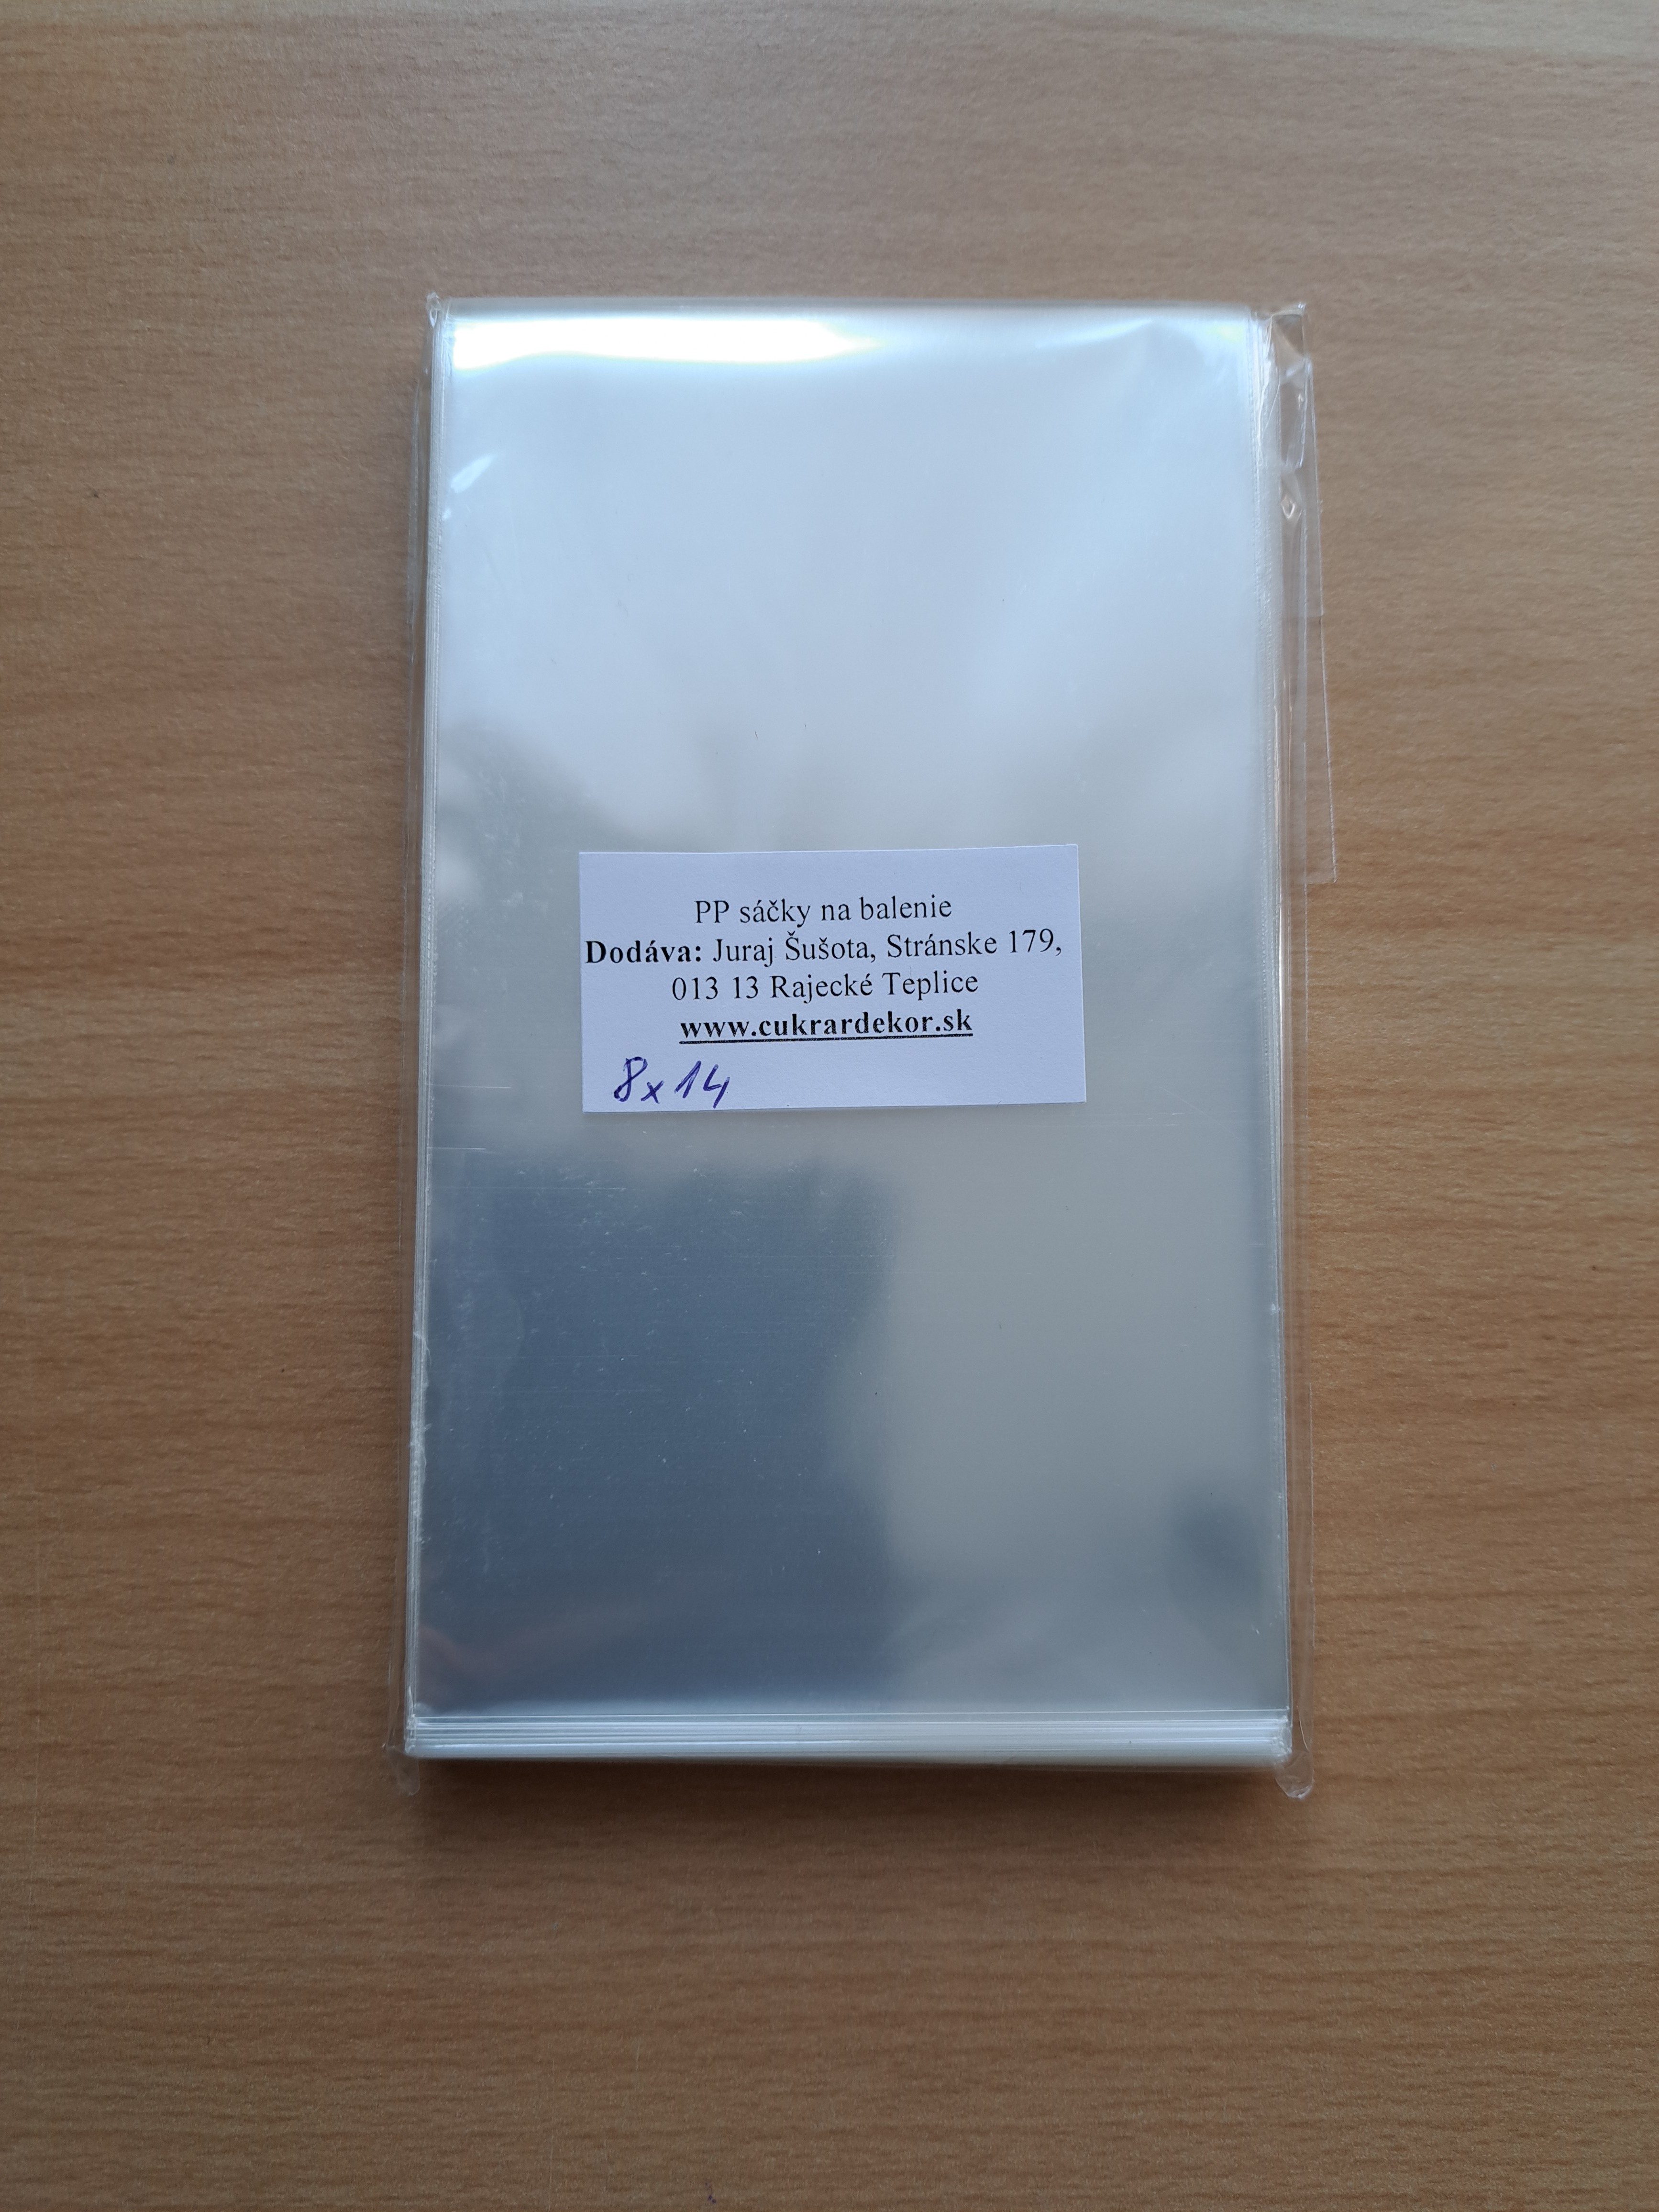 PP sáčky na balenie
Dodáva: Juraj Šušota, Stránske 179,
013 13 Rajecké Teplice
www.cukrardekor.sk
8x14